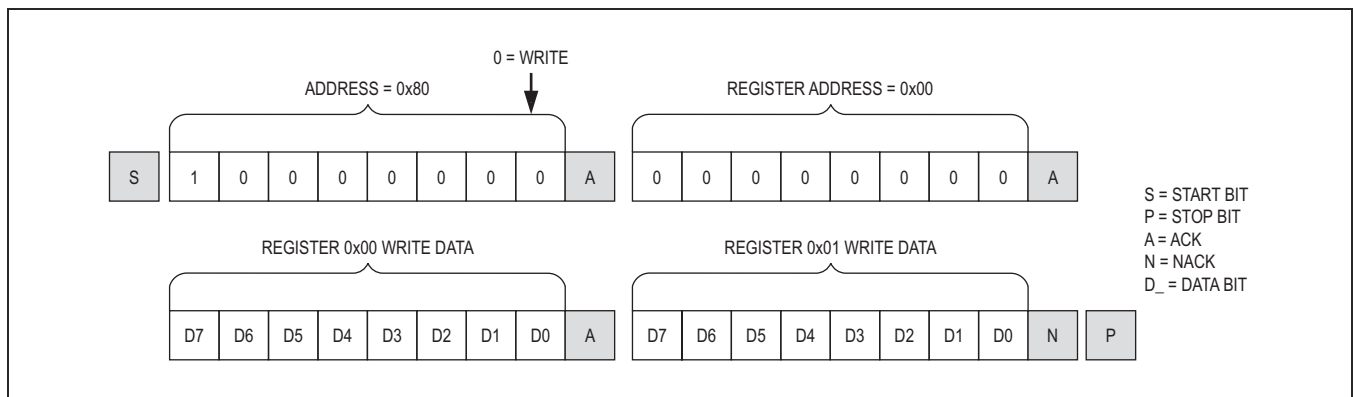 0 = WRITE
ADDRESS = 0x80
REGISTER ADDRESS = 0x00
S 1 0 0 0 0 0 0 0 A 0 0 0 0 0 0 0 0 A
S = START BIT
P = STOP BIT
A = ACK
N = NACK
D_ = DATA BIT
REGISTER 0x00 WRITE DATA
REGISTER 0x01 WRITE DATA
D7 D6 D5 D4 D3 D2 D1 D0 A D7 D6 D5 D4 D3 D2 D1 D0 N P